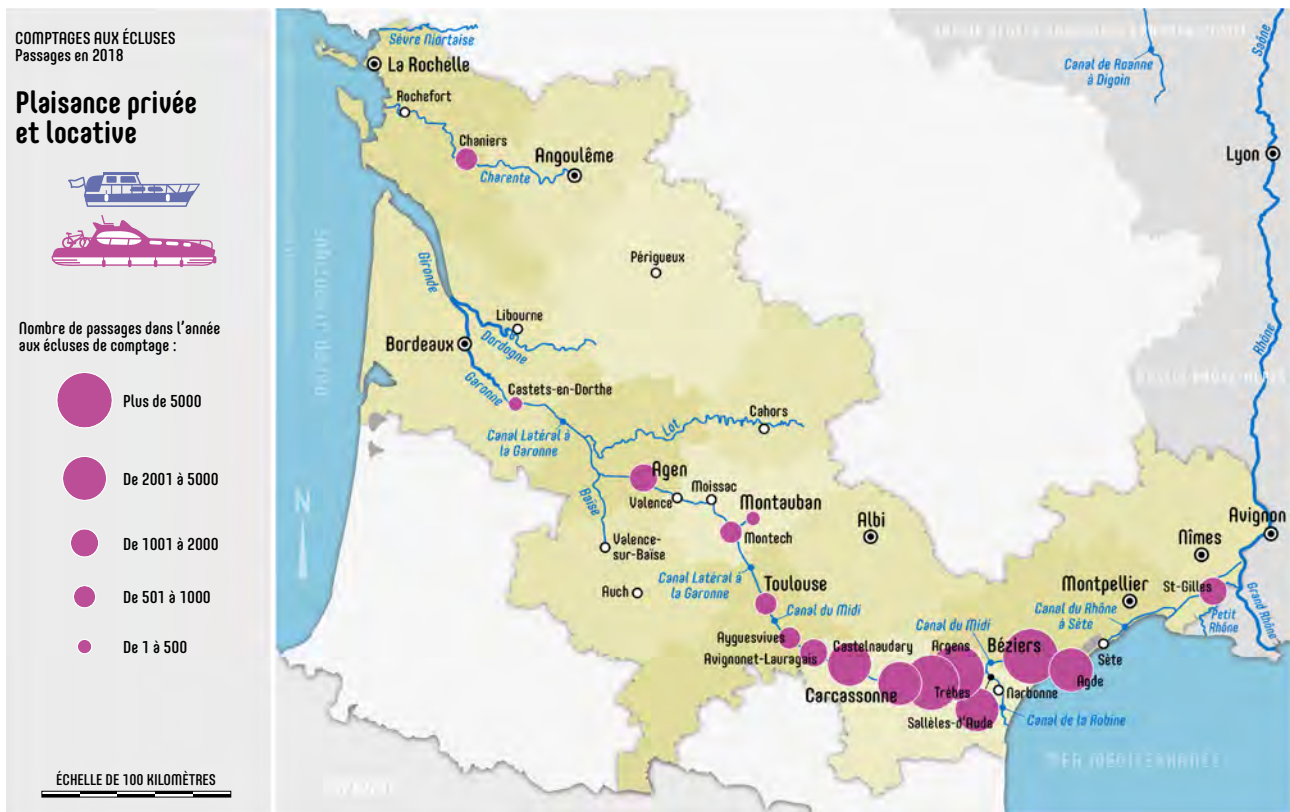 COMPTAGES AUX ÉCLUSES
Passages en 2018
Plaisance privée
et locative
Nombre de passages dans l'année
aux écluses de comptage :
Plus de 5000
De 2001 à 5000
De 1001 à 2000
De 501 à 1000
De 1 à 500
ÉCHELLE DE 100 KILOMÈTRES
N
Sèvre Niortaise
La Rochelle
Rochefort
Chaniers
Angoulême
Charente
Canal de Roanne
à Digoin
Saône
Lyon
Périgueux
Gironde
Libourne
Dordogne
Bordeaux
Rhône
Garonne
Castets-en-Dorthe
Canal Latéral à
la Garonne
Lot
Cahors
Agen
Moissac
Valence
Montauban
Montech
Baïse
Valence-
sur-Baïse
Albi
Avignon
Nîmes
Auch
Canal Latéral à
la Garonne
Toulouse
Canal du Midi
Montpellier
St-Gilles
Canal du Rhône
à Sète
Petit
Rhône
Grand Rhône
Ayguesvives
Avignonet-Lauragais
Castelnaudary
Argens
Canal du Midi
Béziers
Sète
Agde
Carcassonne
Trèbes
Narbonne
Sallèles-d'Aude
Canal de la Robine